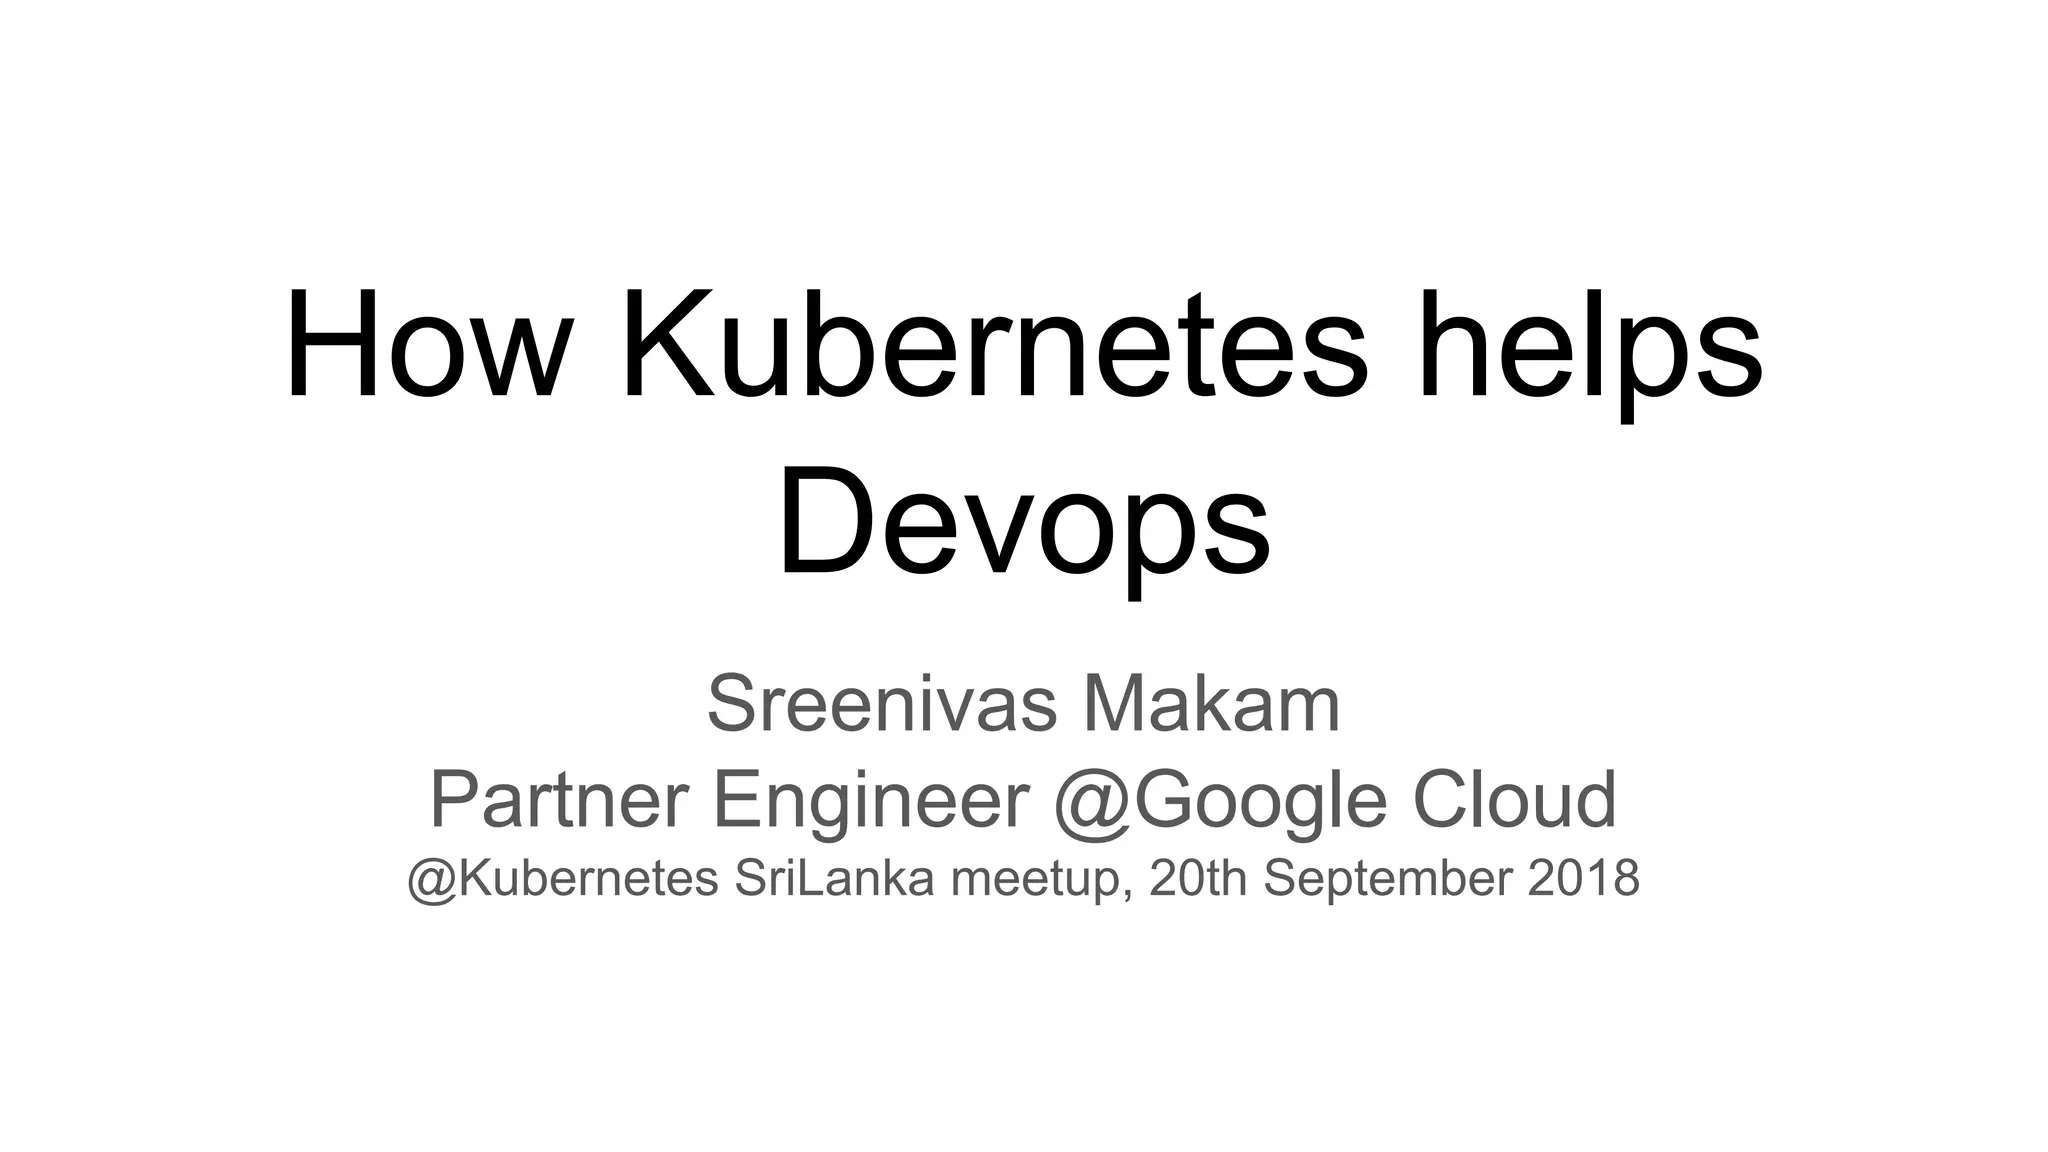 How Kubernetes helps
Devops
Sreenivas Makam
Partner Engineer @Google Cloud
@Kubernetes SriLanka meetup, 20th September 2018